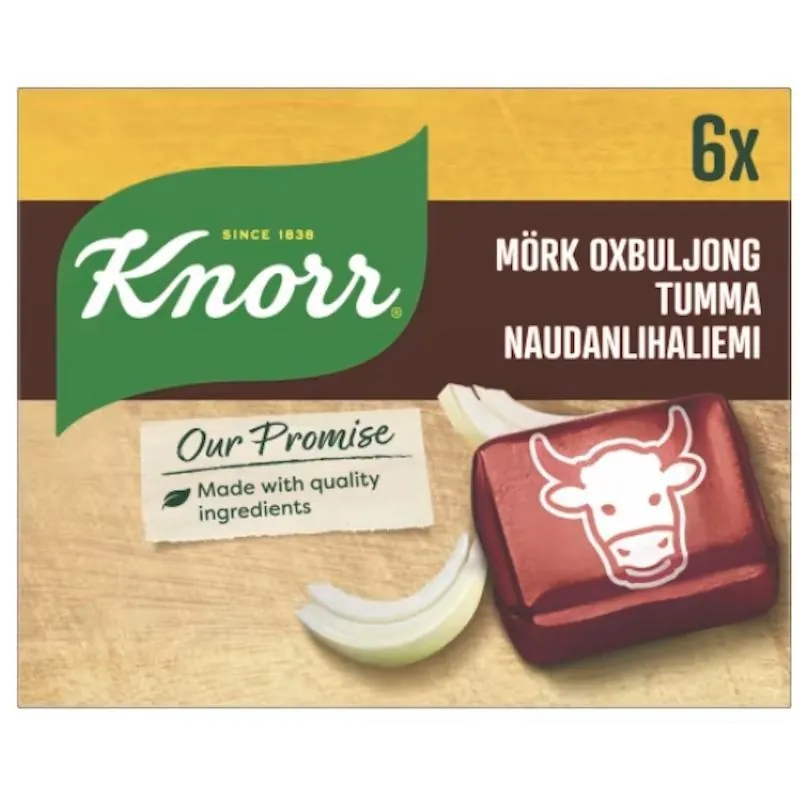 6x
SINCE 1838
Knorr®
MÖRK OXBULJONG
TUMMA
NAUDANLIHALIEMI
Our Promise
Made with quality
ingredients